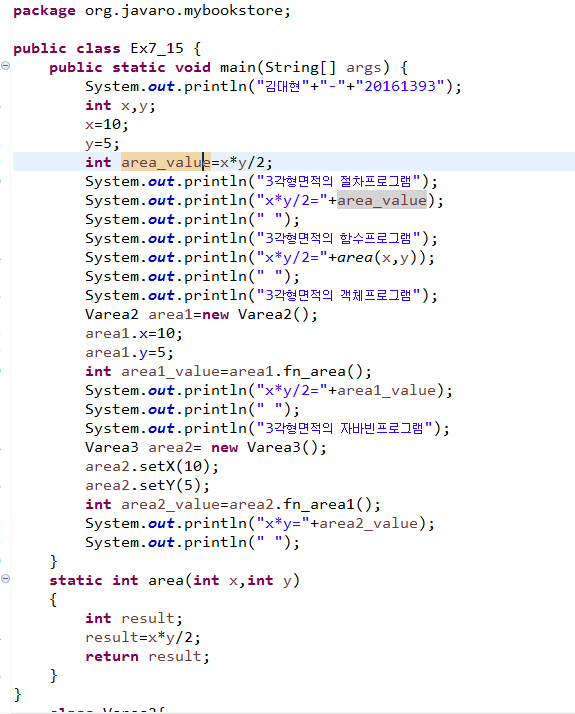 package org.javaro.mybookstore;
public class Ex7_15 {
public static void main(String[] args) {
System.out.println("김대현"+"-"+"20161393");
int x,y;
x=10;
y=5;
int area_value=x*y/2;
System.out.println("3각형면적의 절차프로그램");
System.out.println("x*y/2="+area_value);
System.out.println(" ");
System.out.println("3각형면적의 함수프로그램");
System.out.println("x*y/2="+area(x,y));
System.out.println(" ");
System.out.println("3각형면적의 객체프로그램");
Varea2 area1=new Varea2();
area1.x=10;
area1.y=5;
int area1_value=area1.fn_area();
System.out.println("x*y/2="+area1_value);
System.out.println(" ");
System.out.println("3각형면적의 자바빈프로그램");
Varea3 area2= new Varea3();
area2.setX(10);
area2.setY(5);
int area2_value=area2.fn_area1();
System.out.println("x*y="+area2_value);
System.out.println(" ");
}
static int area(int x,int y)
{
int result;
result=x*y/2;
return result;
}
}
class Varea2{